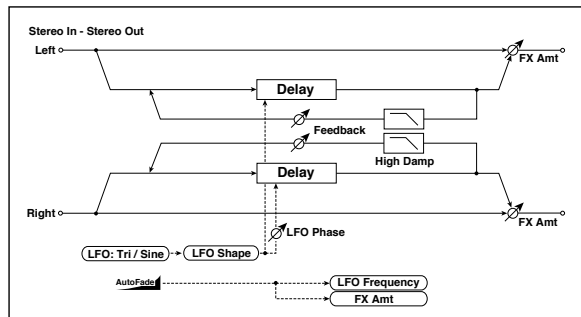 Stereo In - Stereo Out
Left
FX Amt
Delay
Feedback
High Damp
Delay
Right
FX Amt
LFO Phase
LFO: Tri / Sine
LFO Shape
AutoFade
LFO Frequency
FX Amt